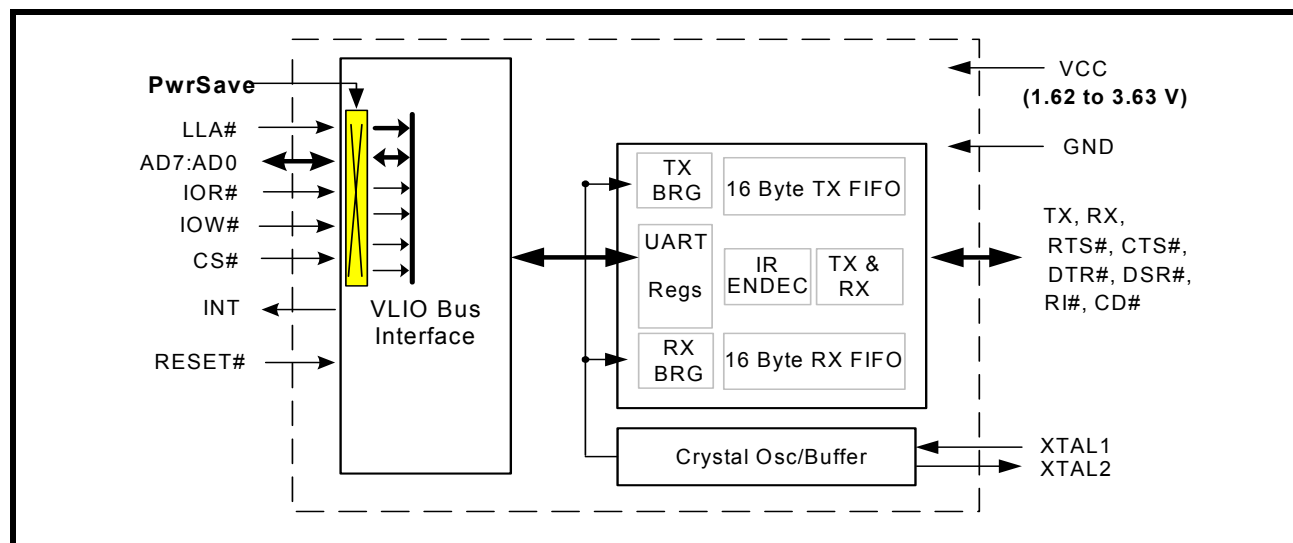 PwrSave
LLA#
AD7:AD0
IOR#
IOW#
CS#
INT
RESET#
VLIO Bus
Interface
TX
BRG
16 Byte TX FIFO
UART
Regs
IR
ENDEC
TX &
RX
RX
BRG
16 Byte RX FIFO
Crystal Osc/Buffer
VCC
(1.62 to 3.63 V)
GND
TX, RX,
RTS#, CTS#,
DTR#, DSR#,
RI#, CD#
XTAL1
XTAL2